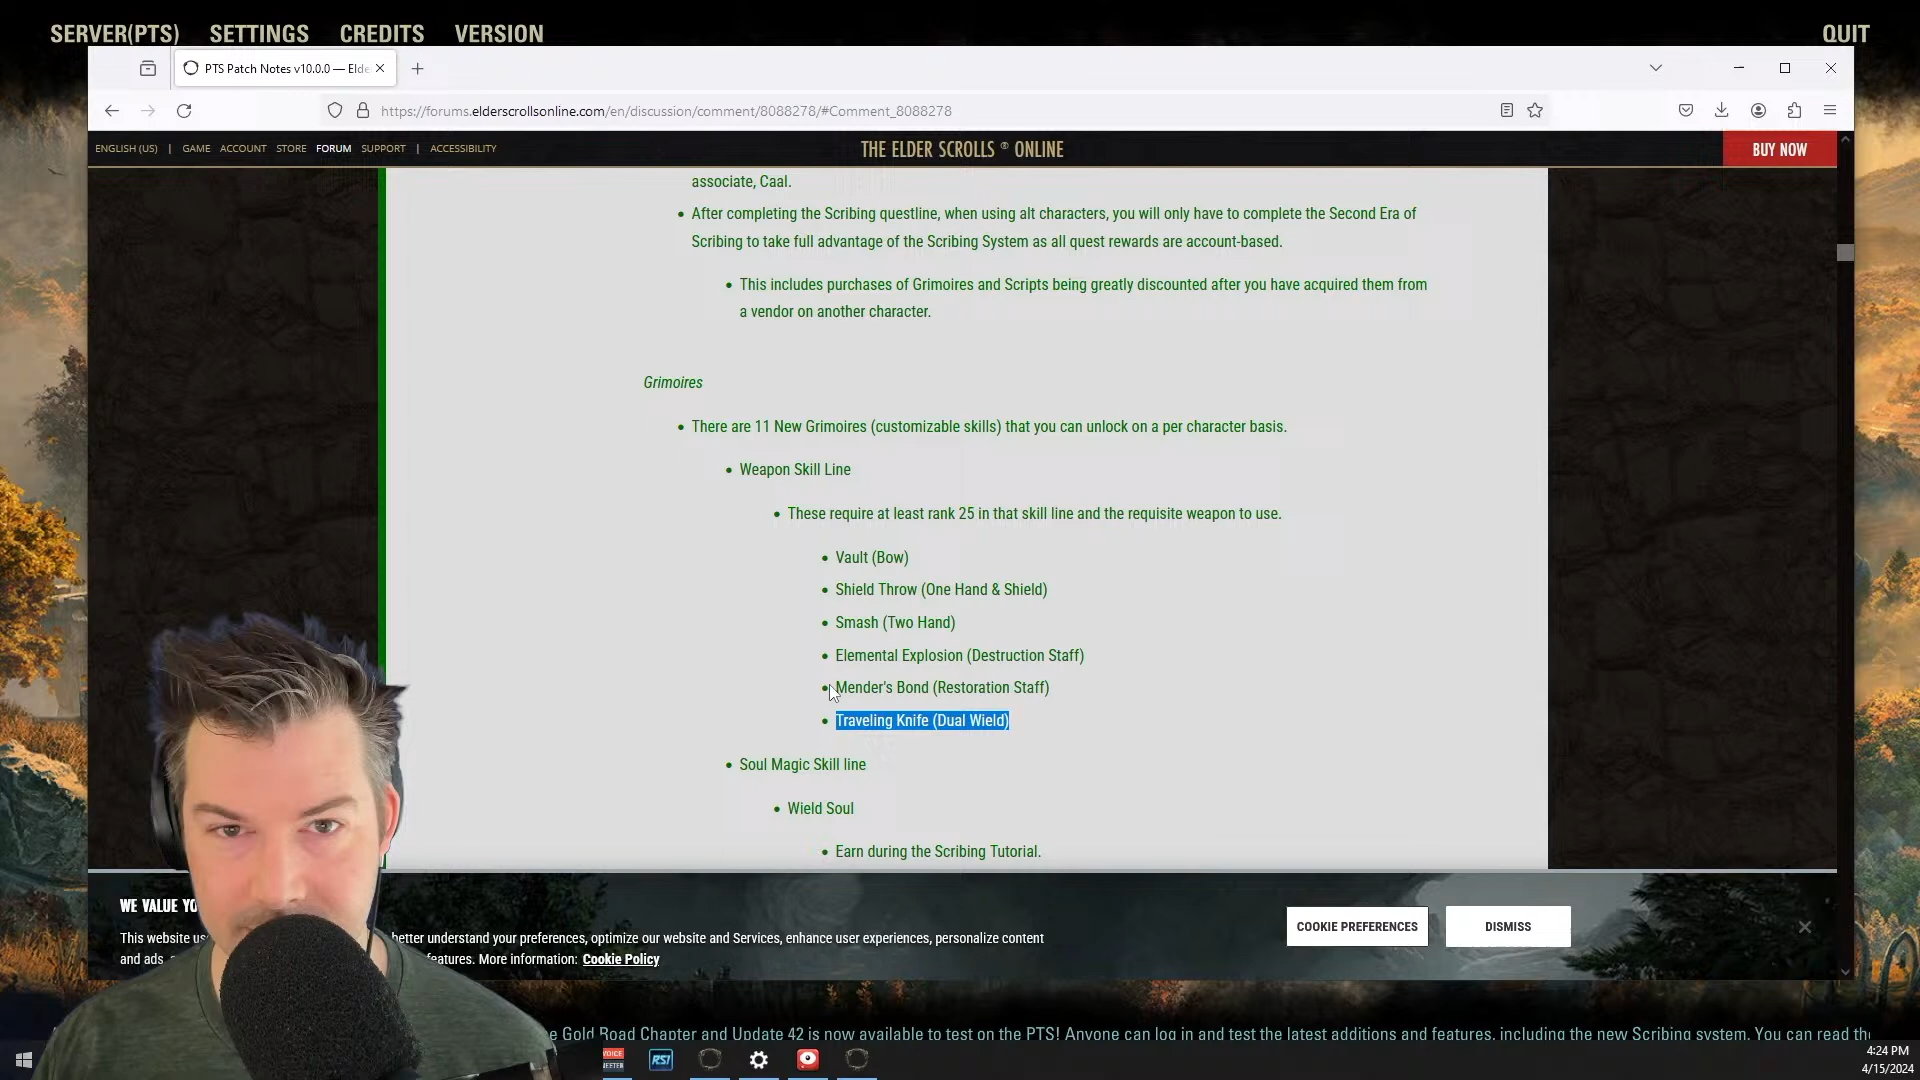 SERVER(PTS) SETTINGS CREDITS VERSION QUIT
PTS Patch Notes v10.0.0 — Elde
https://forums.elderscrollsonline.com/en/discussion/comment/8088278/#Comment_8088278
ENGLISH (US) | GAME ACCOUNT STORE FORUM SUPPORT | ACCESSIBILITY THE ELDER SCROLLS ® ONLINE BUY NOW
associate, Caal.
• After completing the Scribing questline, when using alt characters, you will only have to complete the Second Era of
Scribing to take full advantage of the Scribing System as all quest rewards are account-based.
• This includes purchases of Grimoires and Scripts being greatly discounted after you have acquired them from
a vendor on another character.
Grimoires
• There are 11 New Grimoires (customizable skills) that you can unlock on a per character basis.
• Weapon Skill Line
• These require at least rank 25 in that skill line and the requisite weapon to use.
• Vault (Bow)
• Shield Throw (One Hand & Shield)
• Smash (Two Hand)
• Elemental Explosion (Destruction Staff)
• Mender's Bond (Restoration Staff)
• Traveling Knife (Dual Wield)
• Soul Magic Skill line
• Wield Soul
• Earn during the Scribing Tutorial.
WE VALUE YO
This website us better understand your preferences, optimize our website and Services, enhance user experiences, personalize content
and ads, features. More information: Cookie Policy
COOKIE PREFERENCES DISMISS
e Gold Road Chapter and Update 42 is now available to test on the PTS! Anyone can log in and test the latest additions and features, including the new Scribing system. You can read th
VOICE
MEETER
RSI
4:24 PM
4/15/2024